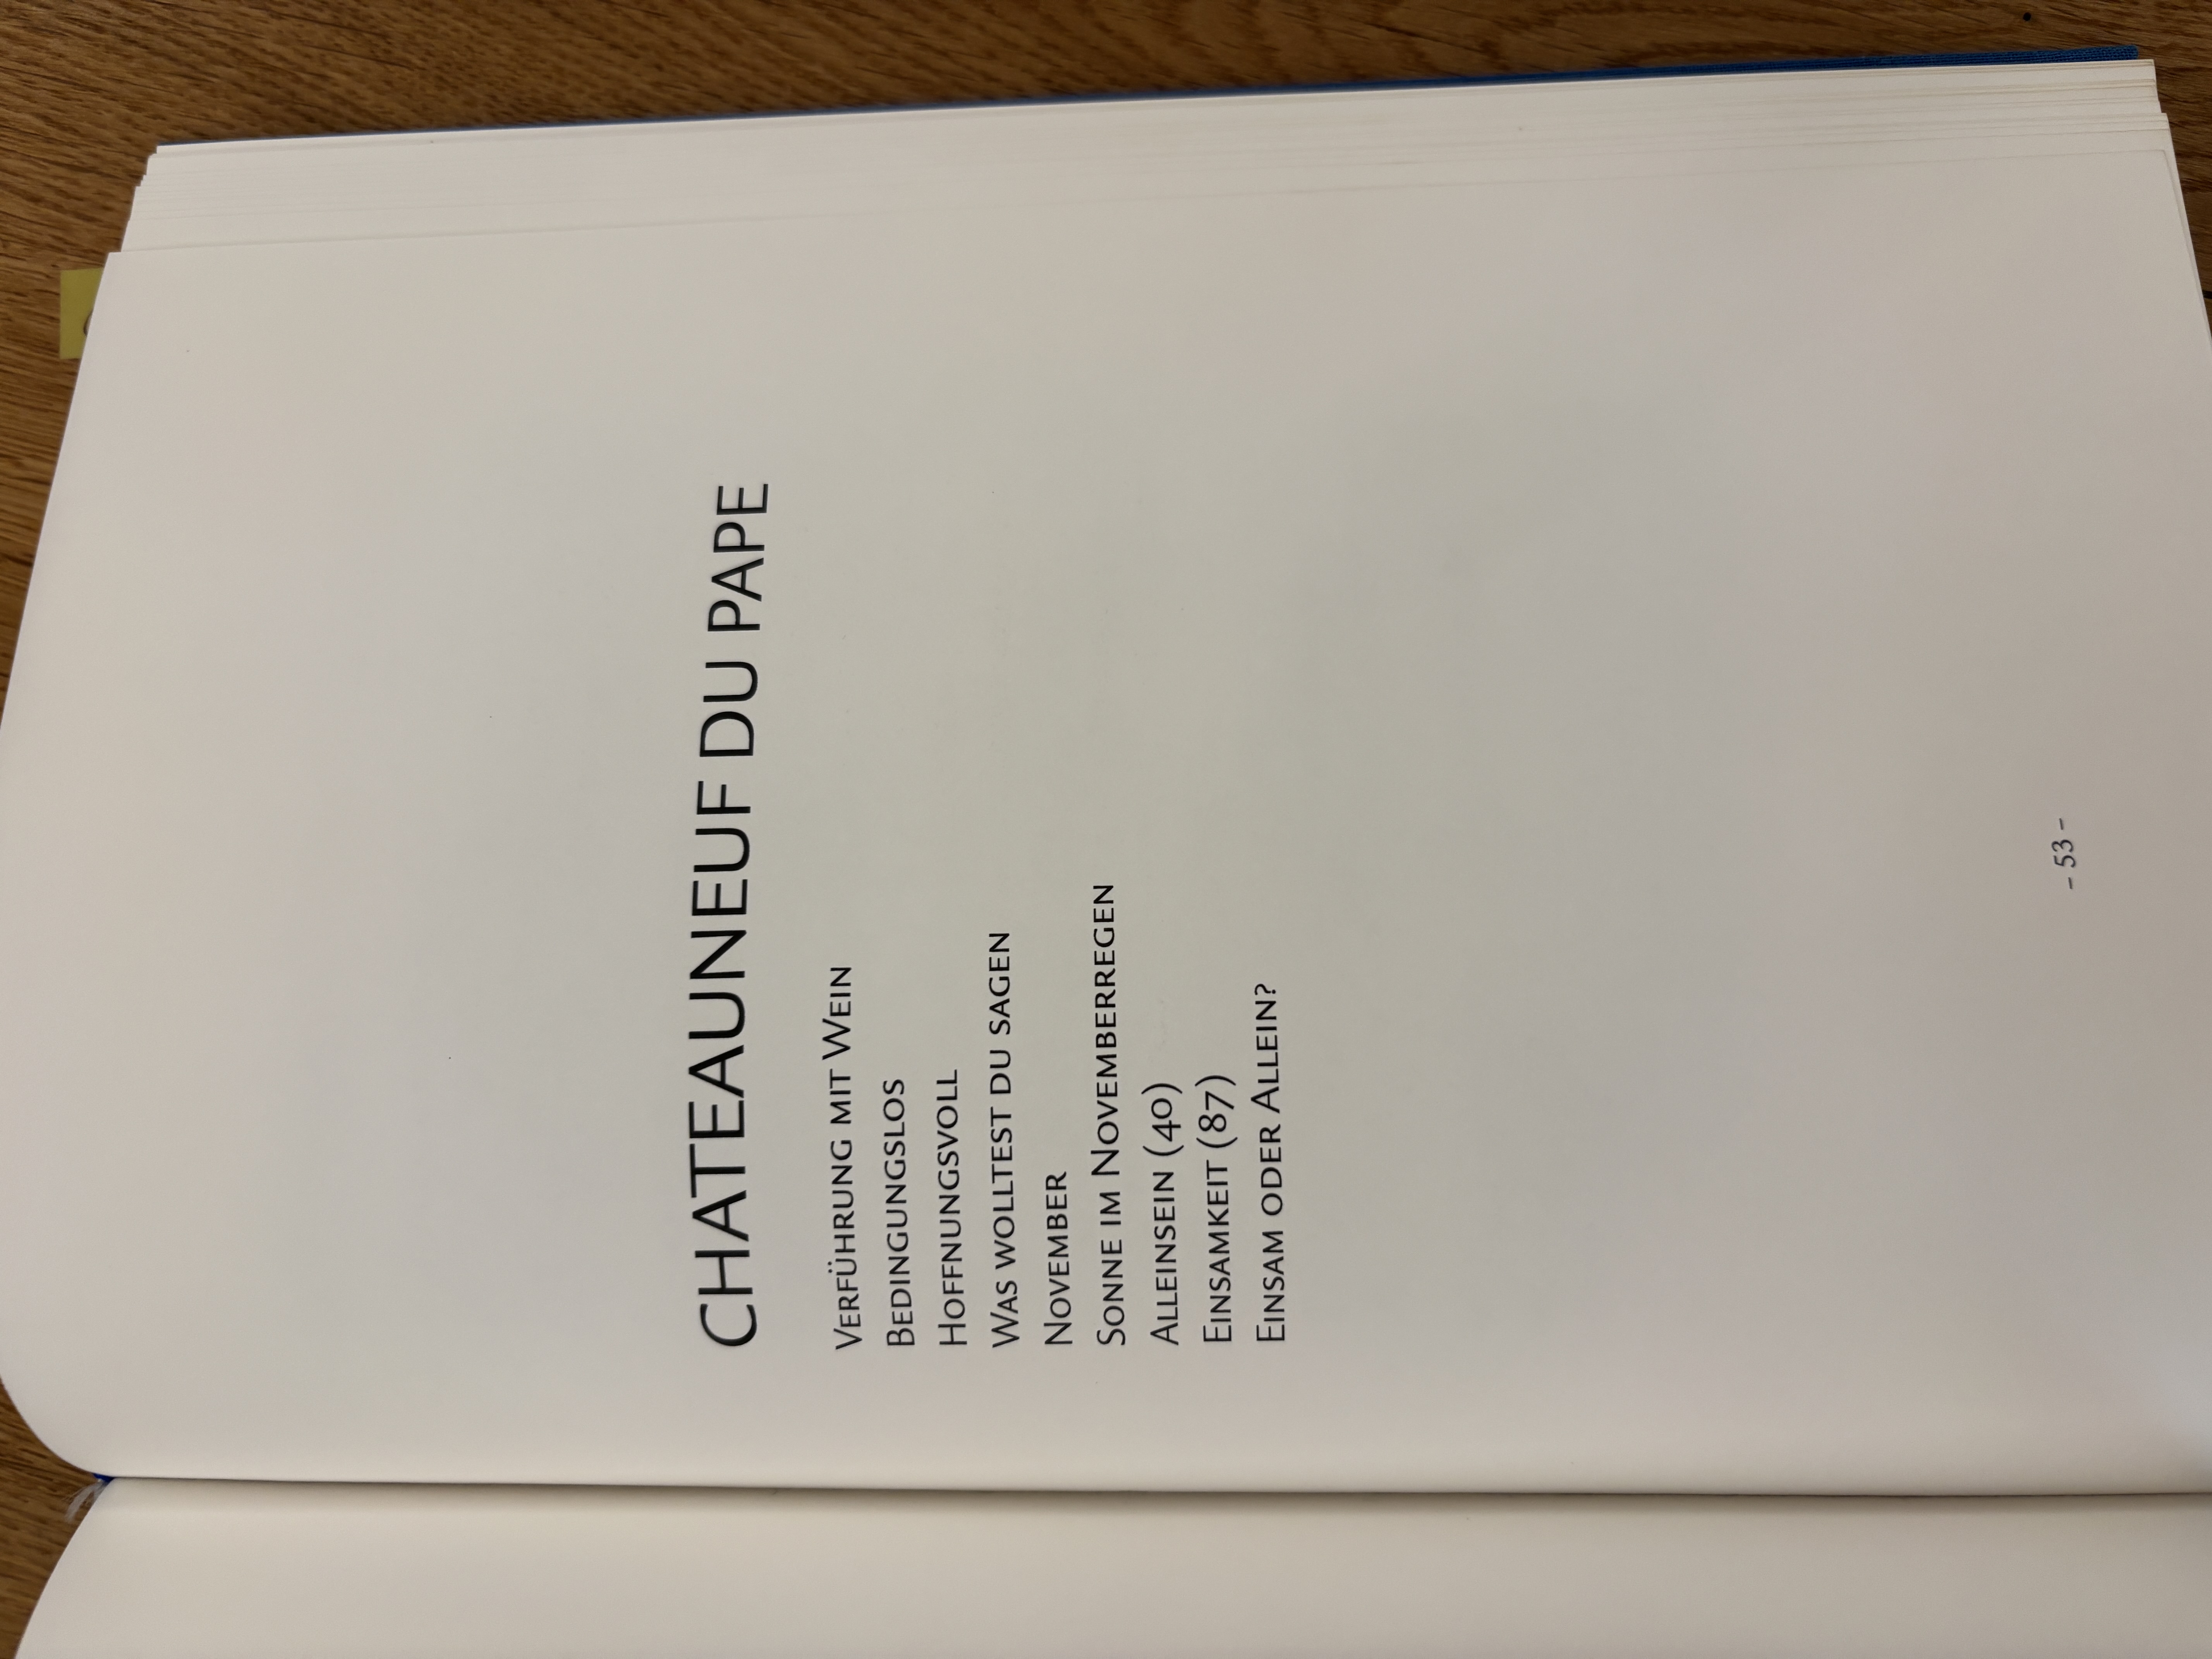 CHATEAUNEUF DU PAPE
VERFÜHRUNG MIT WEIN
BEDINGUNGSLOS
HOFFNUNGSVOLL
WAS WOLLTEST DU SAGEN
NOVEMBER
SONNE IM NOVEMBERREGEN
ALLEINSEIN (40)
EINSAMKEIT (87)
EINSAM ODER ALLEIN?
- 53 -